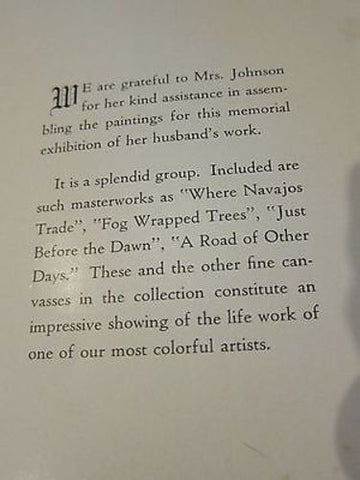 WE are grateful to Mrs. Johnson
for her kind assistance in assem-
bling the paintings for this memorial
exhibition of her husband's work.
It is a splendid group. Included are
such masterworks as "Where Navajos
Trade", "Fog Wrapped Trees", "Just
Before the Dawn", "A Road of Other
Days." These and the other fine can-
vasses in the collection constitute an
impressive showing of the life work of
one of our most colorful artists.